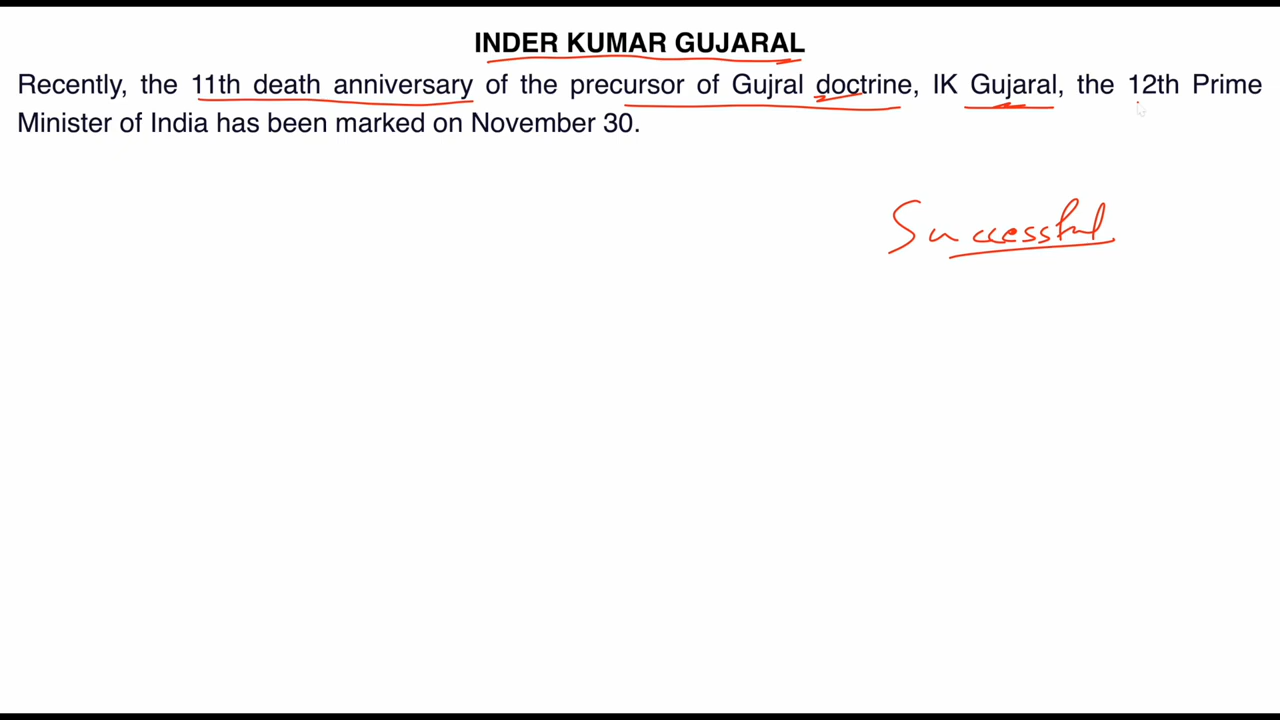 INDER KUMAR GUJARAL
Recently, the 11th death anniversary of the precursor of Gujral doctrine, IK Gujaral, the 12th Prime
Minister of India has been marked on November 30.
Successful